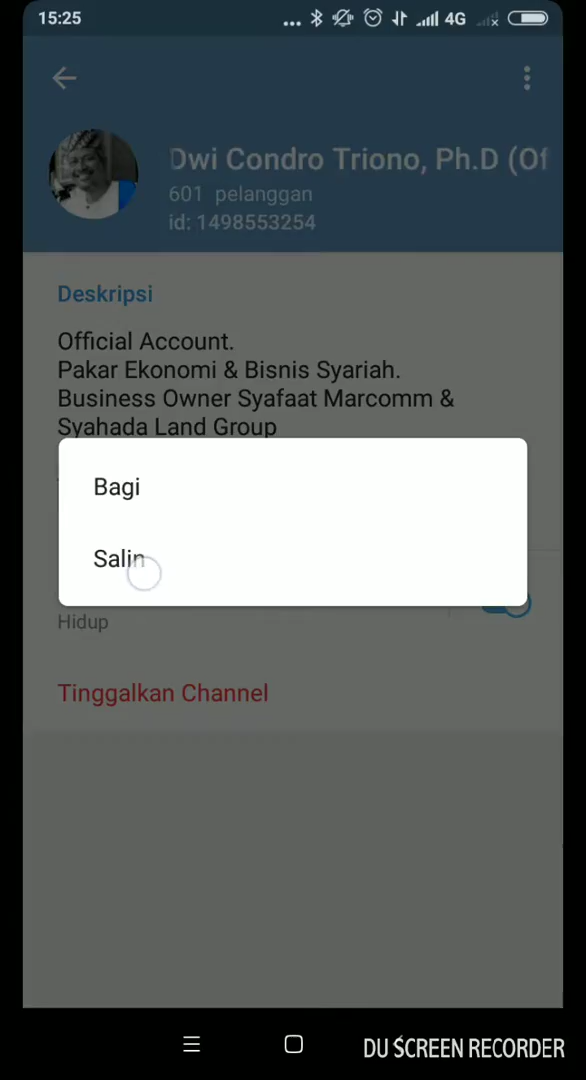 15:25
4G
Dwi Condro Triono, Ph.D (Of
601 pelanggan
id: 1498553254
Deskripsi
Official Account.
Pakar Ekonomi & Bisnis Syariah.
Business Owner Syafaat Marcomm &
Syahada Land Group
Bagi
Salin
Hidup
Tinggalkan Channel
DU SCREEN RECORDER